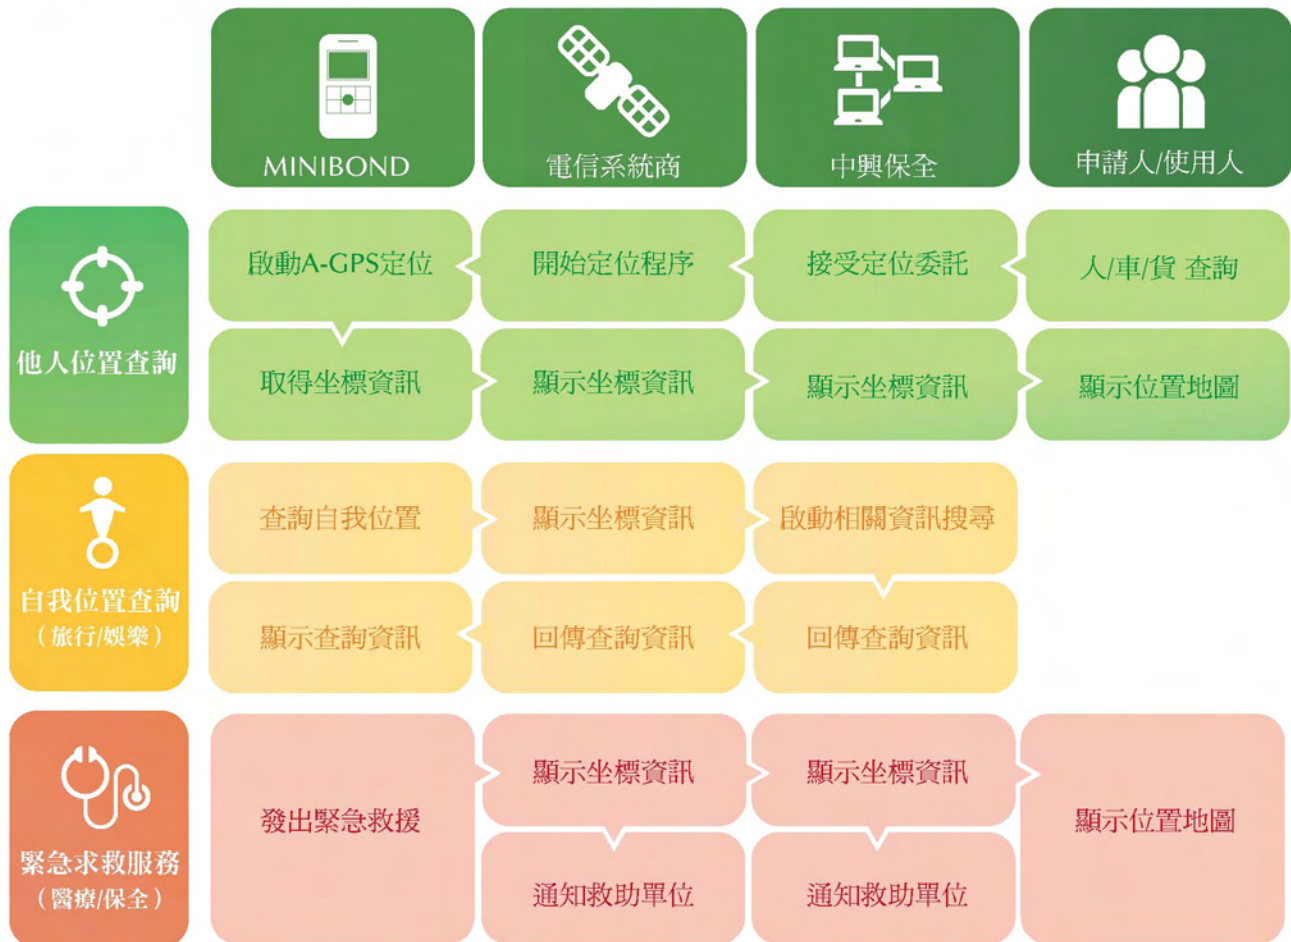 MINIBOND
電信系統商
中興保全
申請人/使用人
他人位置查詢
啟動A-GPS定位
開始定位程序
接受定位委託
人/車/貨 查詢
取得坐標資訊
顯示坐標資訊
顯示坐標資訊
顯示位置地圖
自我位置查詢
（旅行/娛樂）
查詢自我位置
顯示坐標資訊
啟動相關資訊搜尋
顯示查詢資訊
回傳查詢資訊
回傳查詢資訊
緊急求救服務
（醫療/保全）
發出緊急救援
顯示坐標資訊
顯示坐標資訊
顯示位置地圖
通知救助單位
通知救助單位